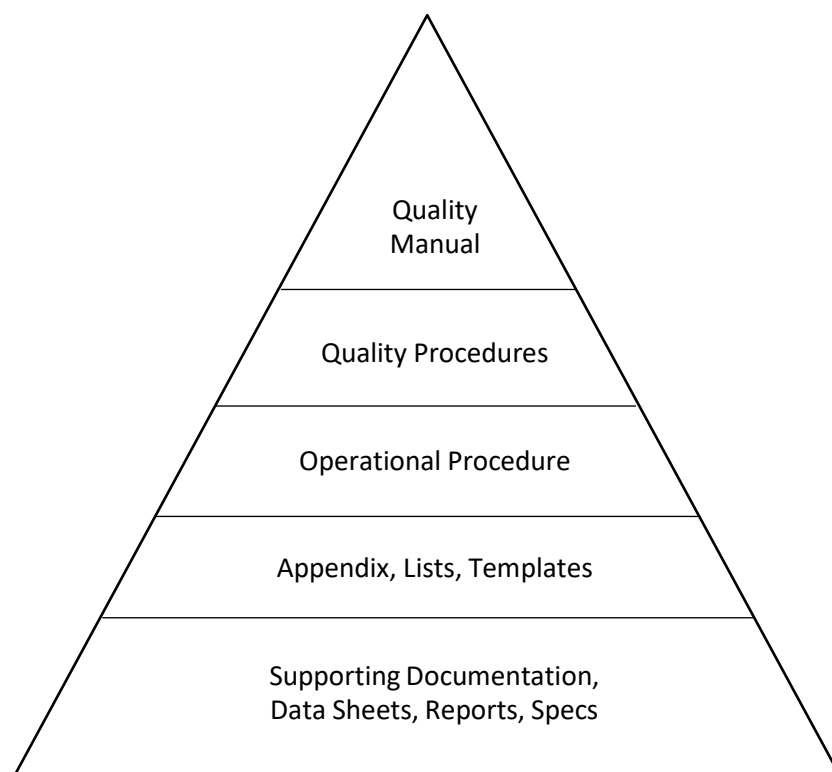 Quality
Manual
Quality Procedures
Operational Procedure
Appendix, Lists, Templates
Supporting Documentation,
Data Sheets, Reports, Specs